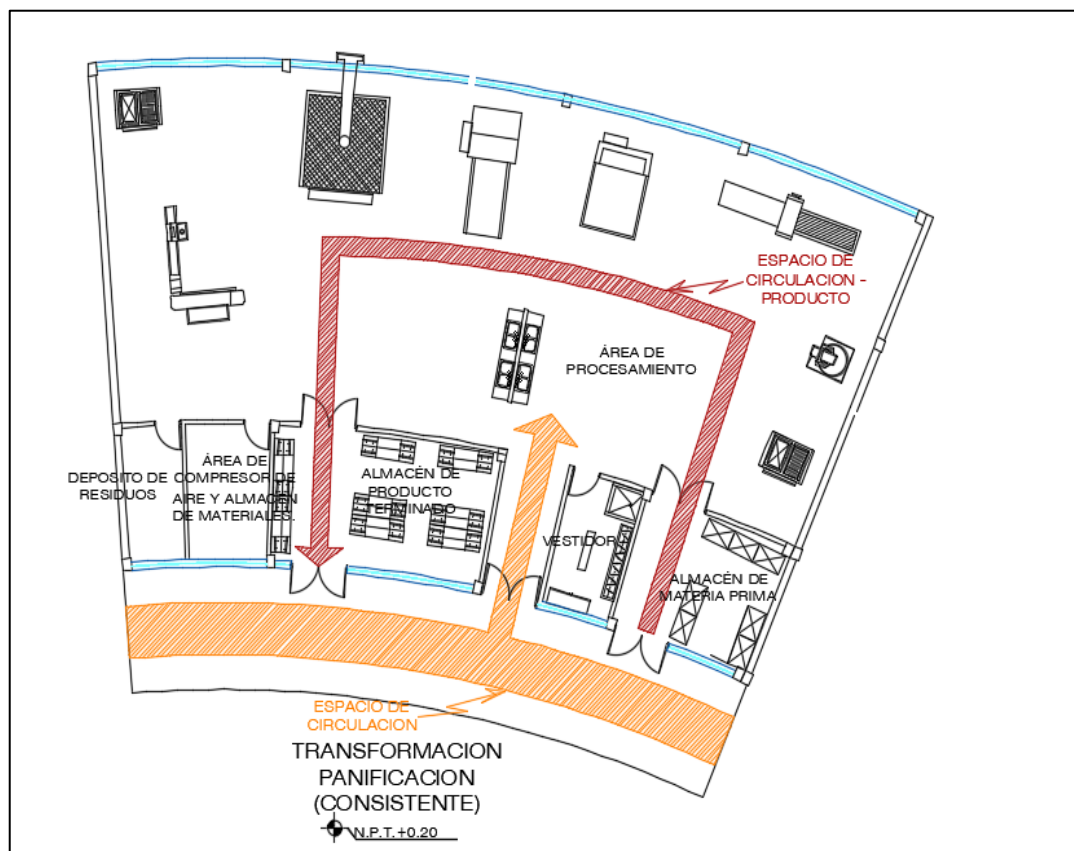 ESPACIO DE
CIRCULACION -
PRODUCTO
ÁREA DE
PROCESAMIENTO
DEPOSITO DE
RESIDUOS
ÁREA DE
COMPRESOR DE
AIRE Y ALMACEN
DE MATERIALES.
ALMACÉN DE
PRODUCTO
TERMINADO
VESTIDOR
ALMACÉN DE
MATERIA PRIMA
ESPACIO DE
CIRCULACION
TRANSFORMACION
PANIFICACION
(CONSISTENTE)
N.P.T. +0.20